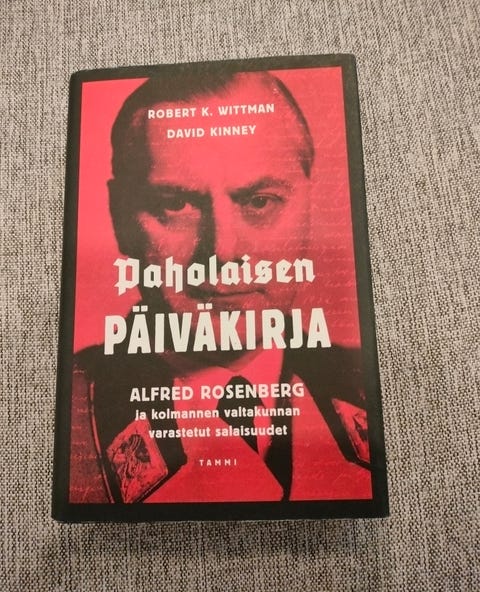 ROBERT K. WITTMAN
DAVID KINNEY
Paholaisen
PÄIVÄKIRJA
ALFRED ROSENBERG
ja kolmannen valtakunnan
varastetut salaisuudet
TAMMI